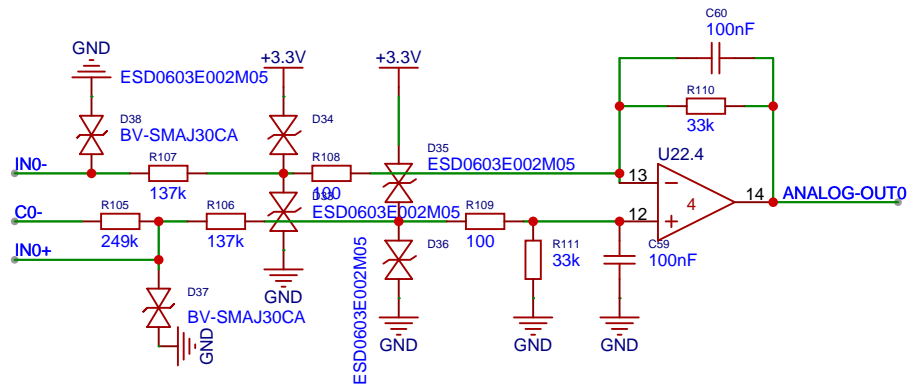 C60
100nF
GND
+3.3V
+3.3V
ESD0603E002M05
R110
33k
D38
BV-SMAJ30CA
D34
D35
ESD0603E002M05
U22.4
IN0-
R107
137k
R108
100
13
14
ANALOG-OUT0
4
C0-
R105
249k
R106
137k
D33
ESD0603E002M05
R109
100
12
IN0+
D36
R111
33k
C59
100nF
D37
BV-SMAJ30CA
GND
GND
ESD0603E002M05
GND
GND
GND